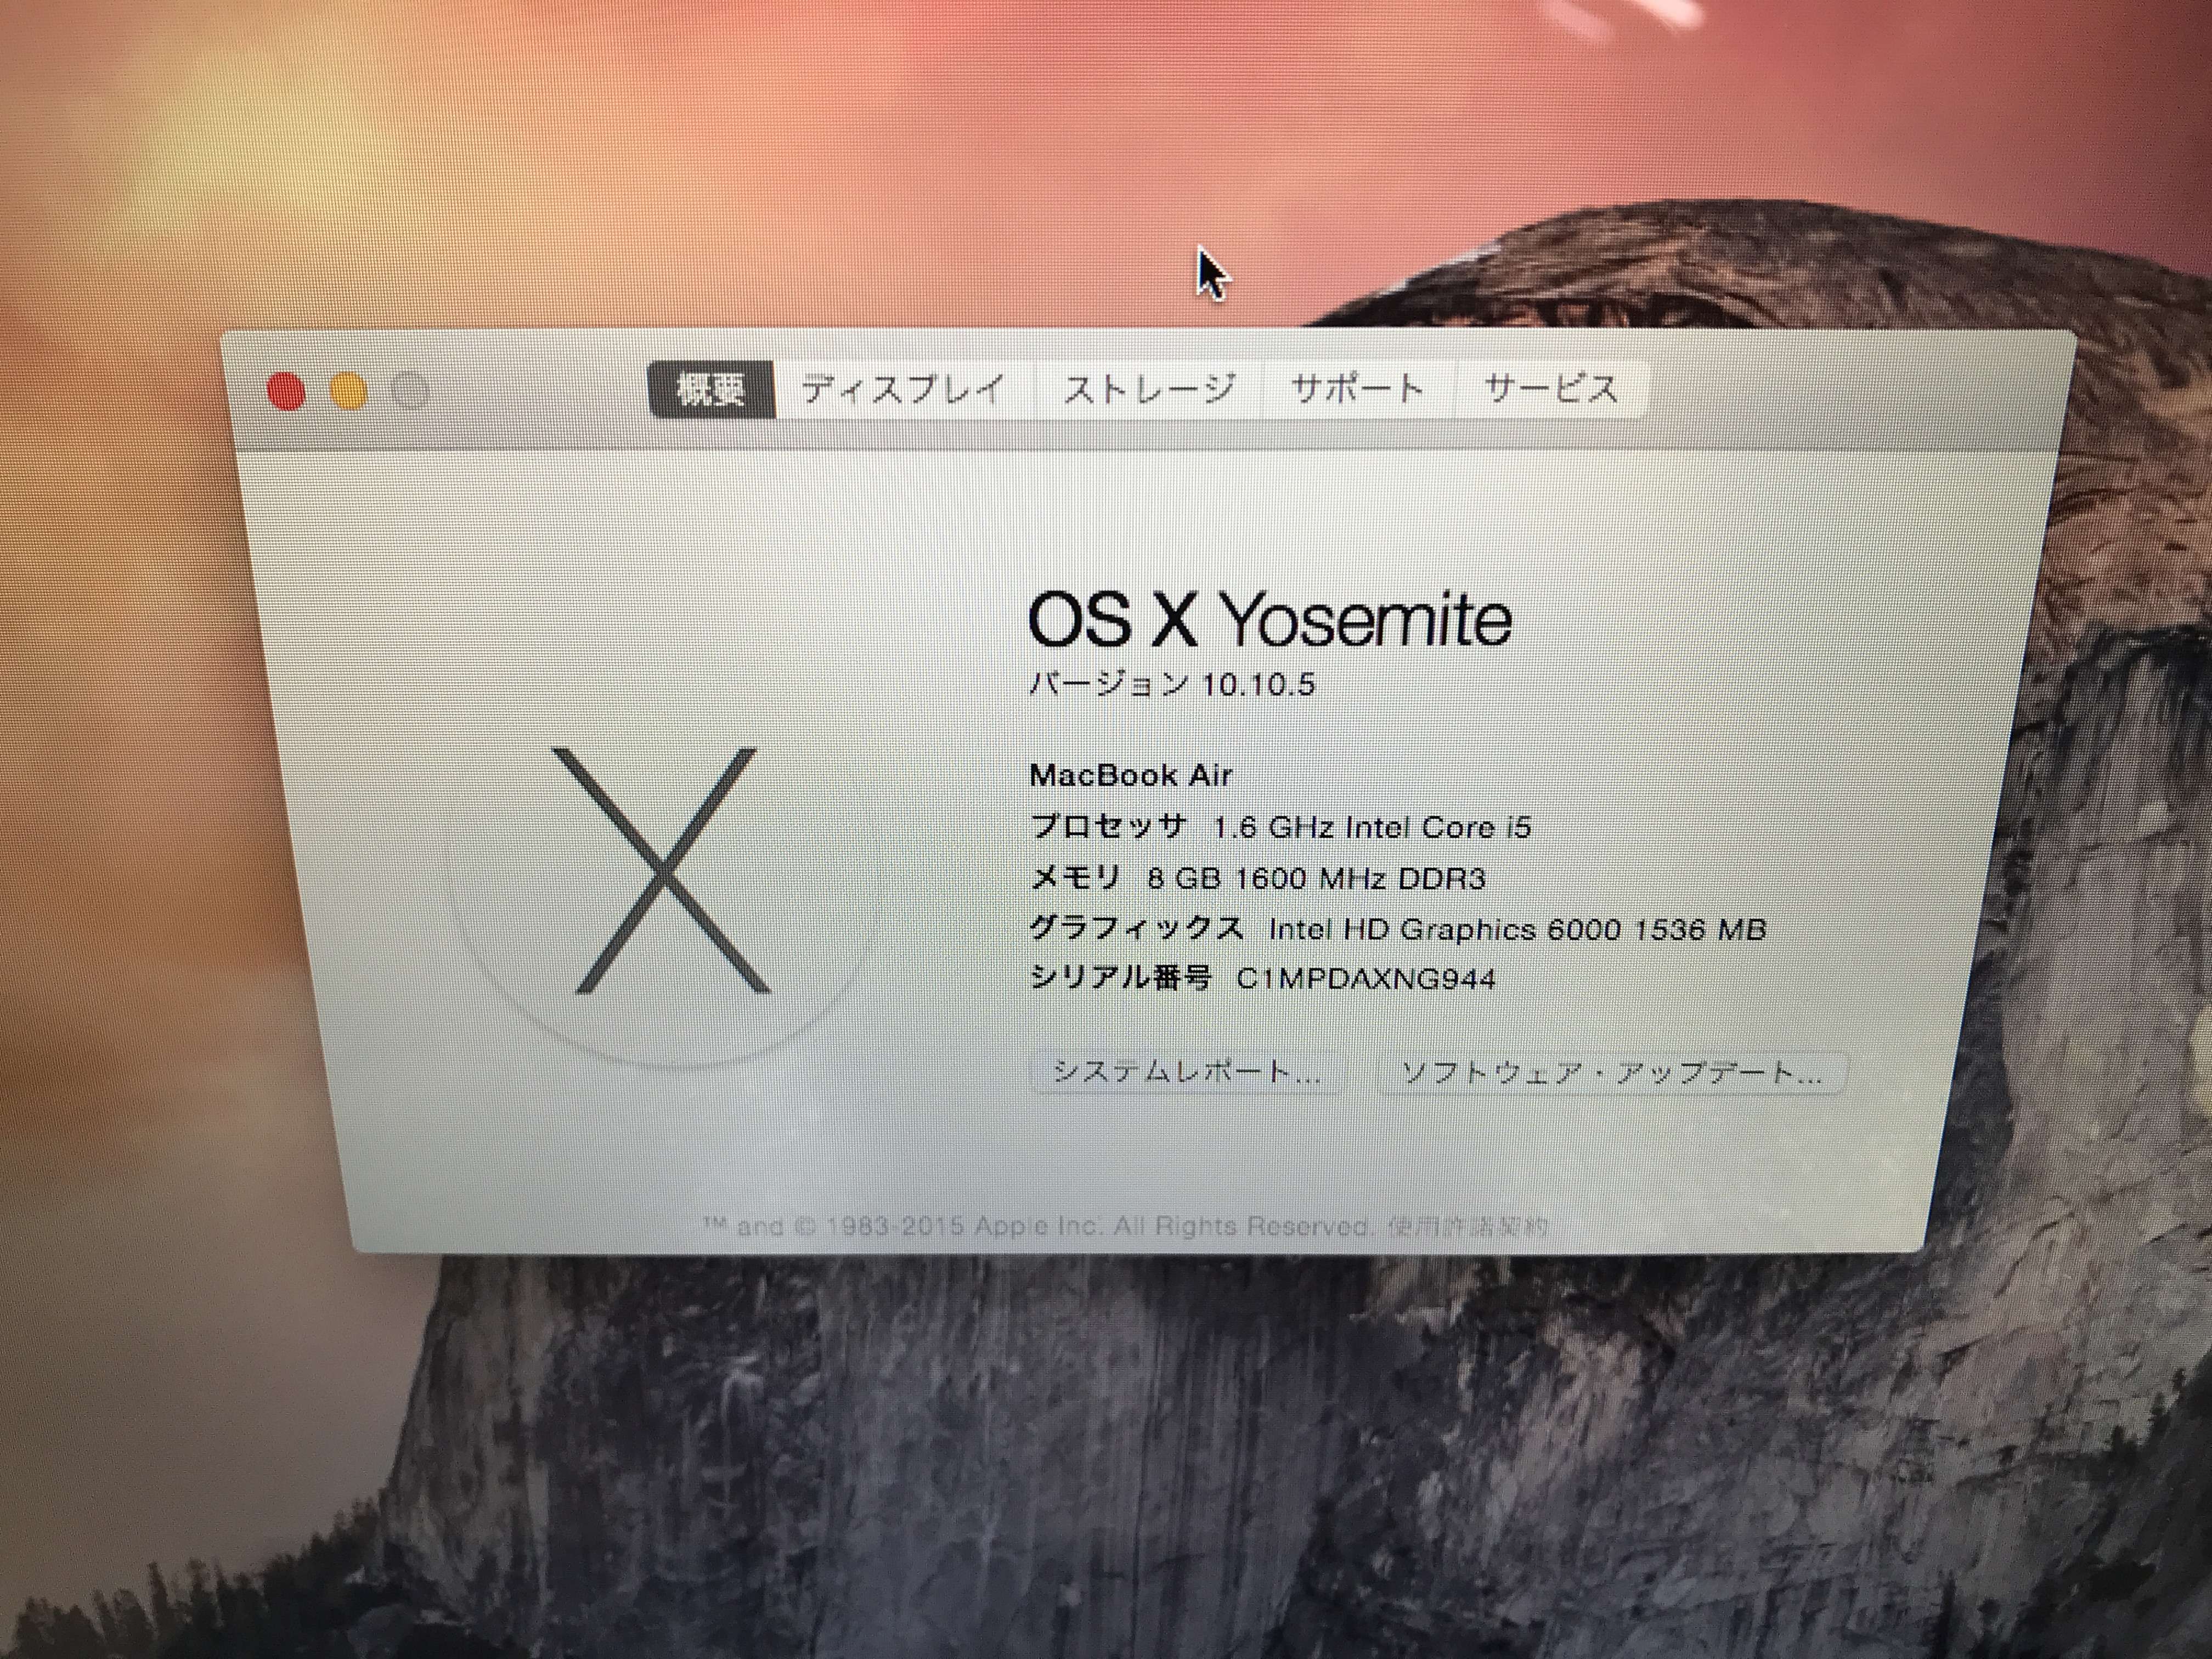 概要 ディスプレイ ストレージ サポート サービス
OS X Yosemite
バージョン 10.10.5
MacBook Air
プロセッサ 1.6 GHz Intel Core i5
メモリ 8 GB 1600 MHz DDR3
グラフィックス Intel HD Graphics 6000 1536 MB
シリアル番号 C1MPDAXNG944
システムレポート... ソフトウェア・アップデート...
™ and © 1983-2015 Apple Inc. All Rights Reserved. 使用許諾契約